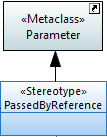 «Metaclass»
Parameter
«Stereotype»
PassedByReference